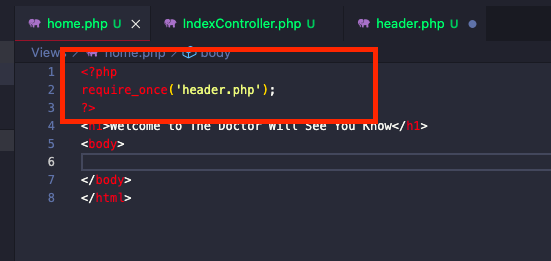 home.php U IndexController.php U header.php U
Views home.php body
1 <?php
2 require_once('header.php');
3 ?>
4 <h1>Welcome to The Doctor Will See You Know</h1>
5 <body>
6
7 </body>
8 </html>